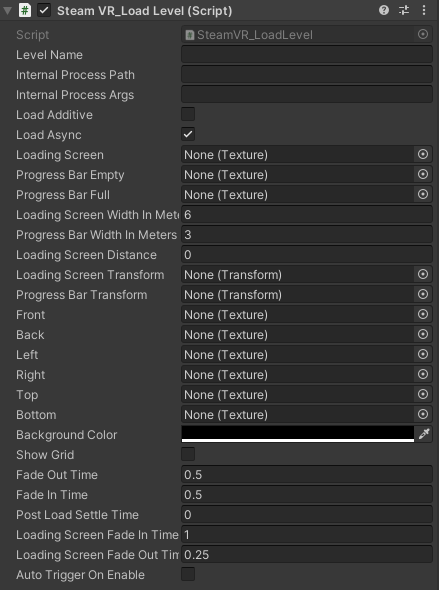 Steam VR_Load Level (Script)
Script SteamVR_LoadLevel
Level Name
Internal Process Path
Internal Process Args
Load Additive
Load Async
Loading Screen None (Texture)
Progress Bar Empty None (Texture)
Progress Bar Full None (Texture)
Loading Screen Width In Met 6
Progress Bar Width In Meters 3
Loading Screen Distance 0
Loading Screen Transform None (Transform)
Progress Bar Transform None (Transform)
Front None (Texture)
Back None (Texture)
Left None (Texture)
Right None (Texture)
Top None (Texture)
Bottom None (Texture)
Background Color
Show Grid
Fade Out Time 0.5
Fade In Time 0.5
Post Load Settle Time 0
Loading Screen Fade In Time 1
Loading Screen Fade Out Tim 0.25
Auto Trigger On Enable